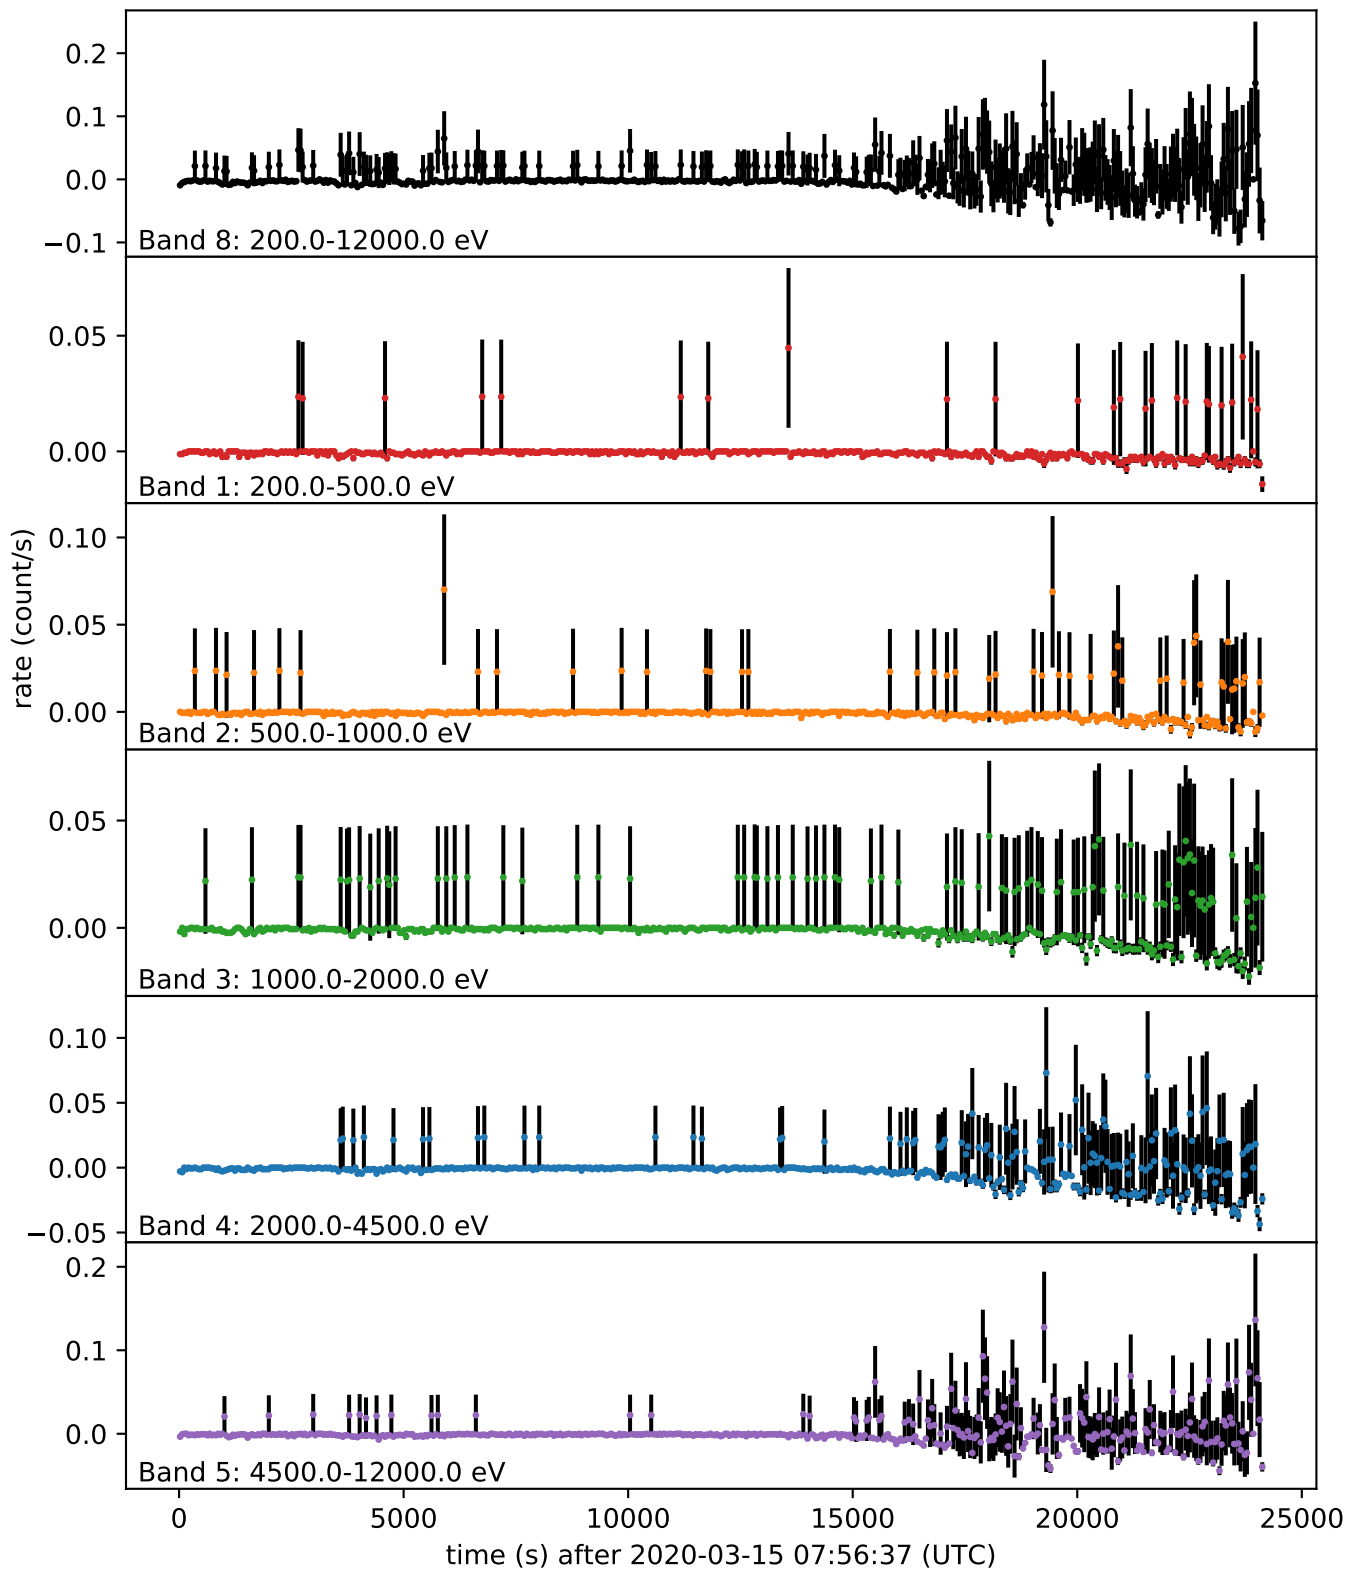 0.2
0.1
0.0
−0.1
Band 8: 200.0-12000.0 eV
0.05
0.00
Band 1: 200.0-500.0 eV
0.10
0.05
0.00
Band 2: 500.0-1000.0 eV
rate (count/s)
0.05
0.00
Band 3: 1000.0-2000.0 eV
0.10
0.05
0.00
−0.05
Band 4: 2000.0-4500.0 eV
0.2
0.1
0.0
Band 5: 4500.0-12000.0 eV
0 5000 10000 15000 20000 25000
time (s) after 2020-03-15 07:56:37 (UTC)